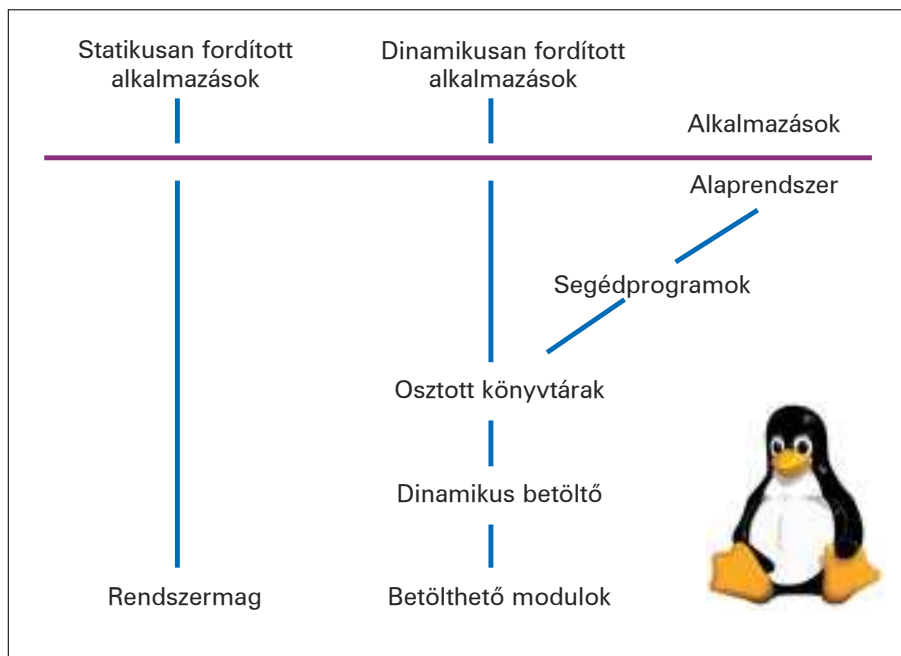 Statikusan fordított
alkalmazások
Dinamikusan fordított
alkalmazások
Alkalmazások
Alaprendszer
Segédprogramok
Osztott könyvtárak
Dinamikus betöltő
Rendszermag
Betölthető modulok